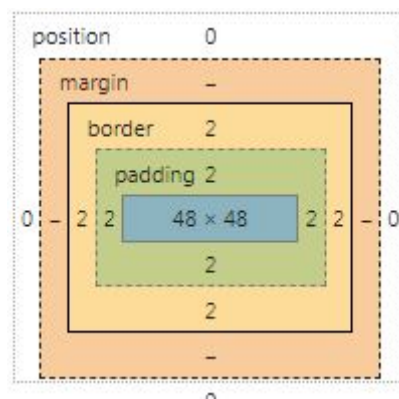 position 0
margin –
border 2
padding 2
0 – 2 2 48 × 48 2 2 – 0
2
2
–
0